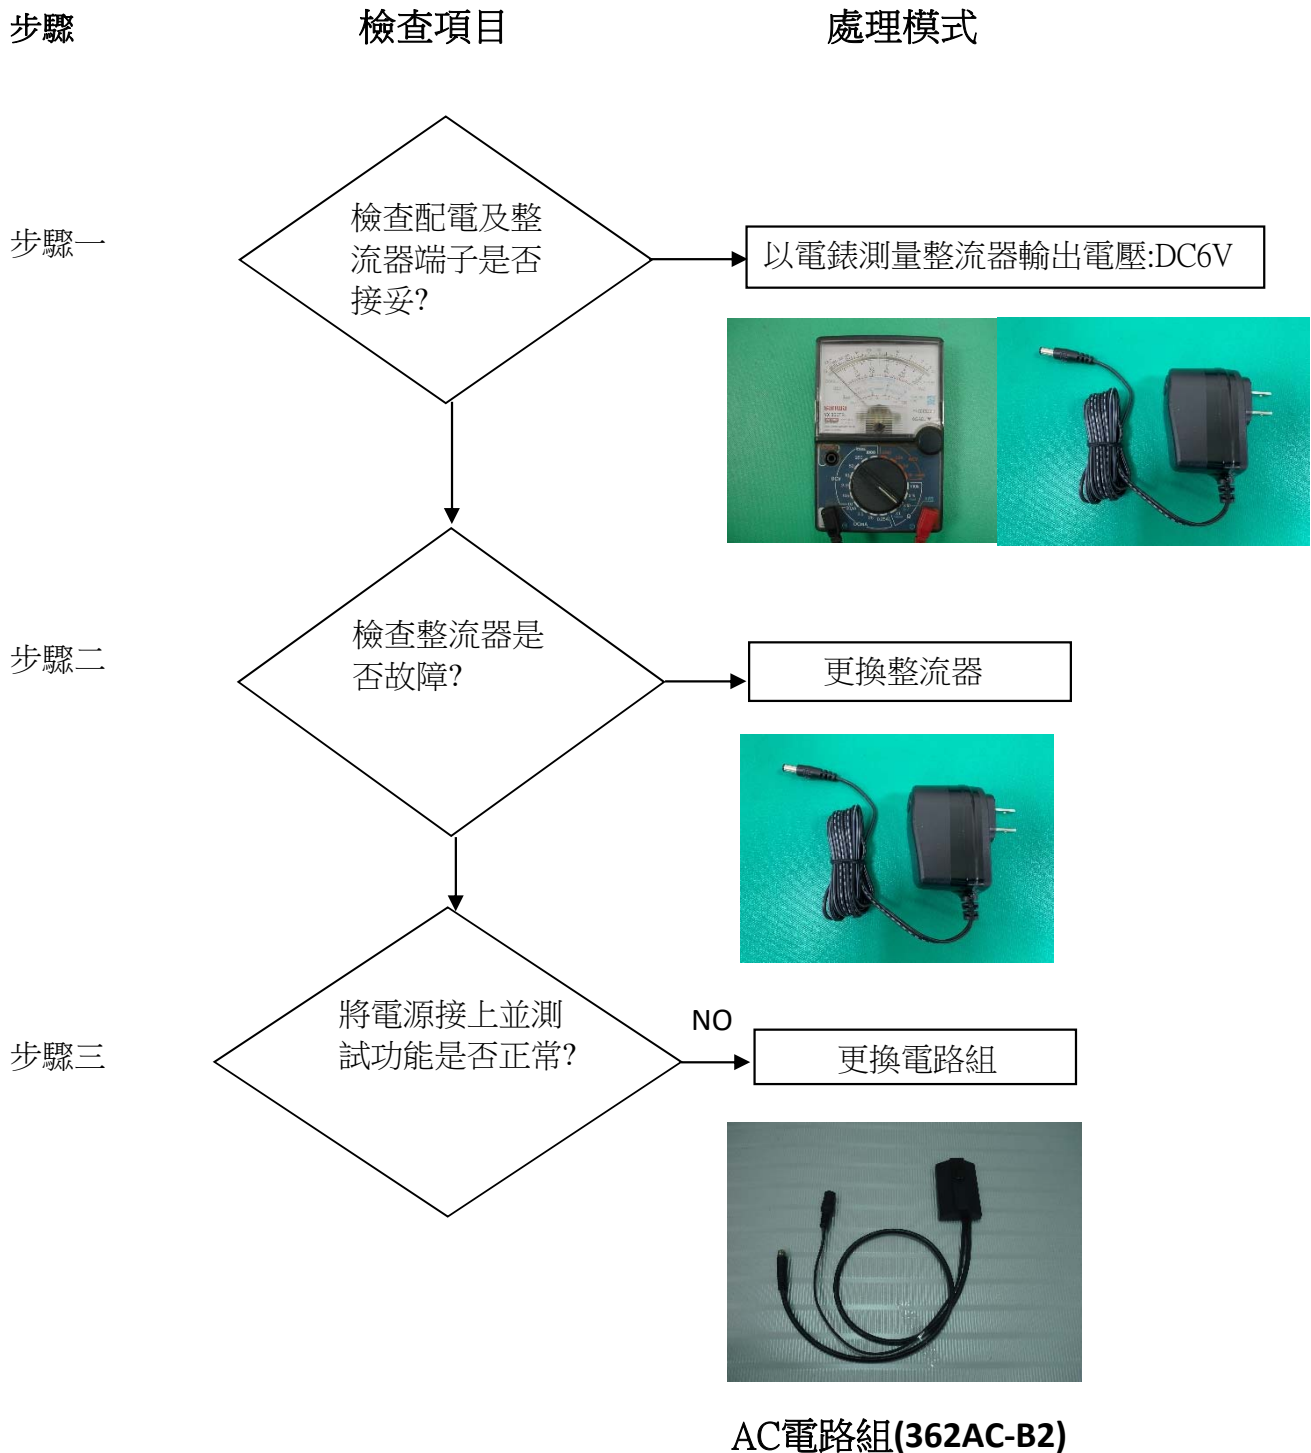 步驟 檢查項目 處理模式
步驟一
檢查配電及整
流器端子是否
接妥?
以電錶測量整流器輸出電壓:DC6V
步驟二
檢查整流器是
否故障?
更換整流器
步驟三
將電源接上並測
試功能是否正常?
NO
更換電路組
AC電路組(362AC-B2)